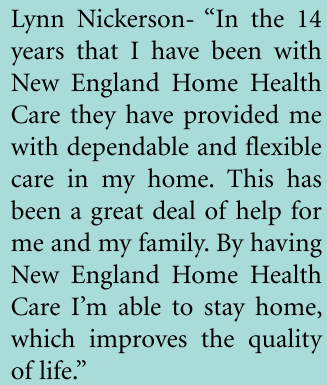 Lynn Nickerson- “In the 14
years that I have been with
New England Home Health
Care they have provided me
with dependable and flexible
care in my home. This has
been a great deal of help for
me and my family. By having
New England Home Health
Care I’m able to stay home,
which improves the quality
of life.”